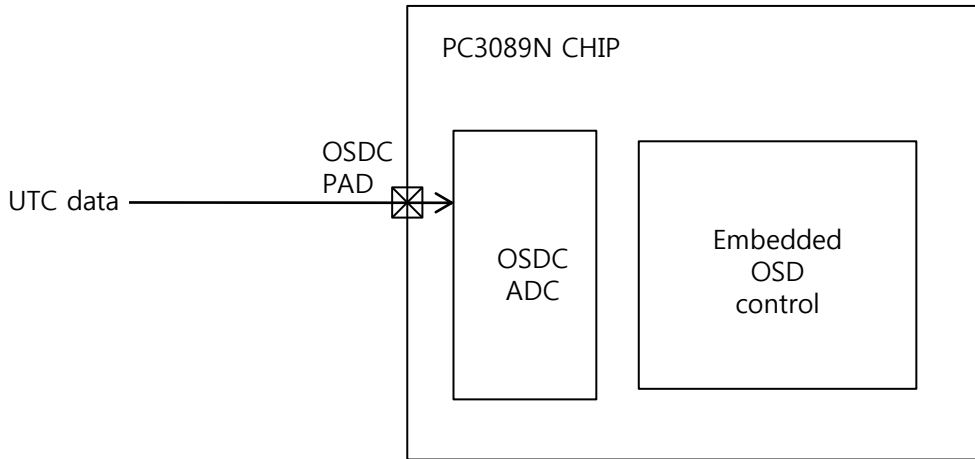 PC3089N CHIP
OSDC
PAD
UTC data
OSDC
ADC
Embedded
OSD
control